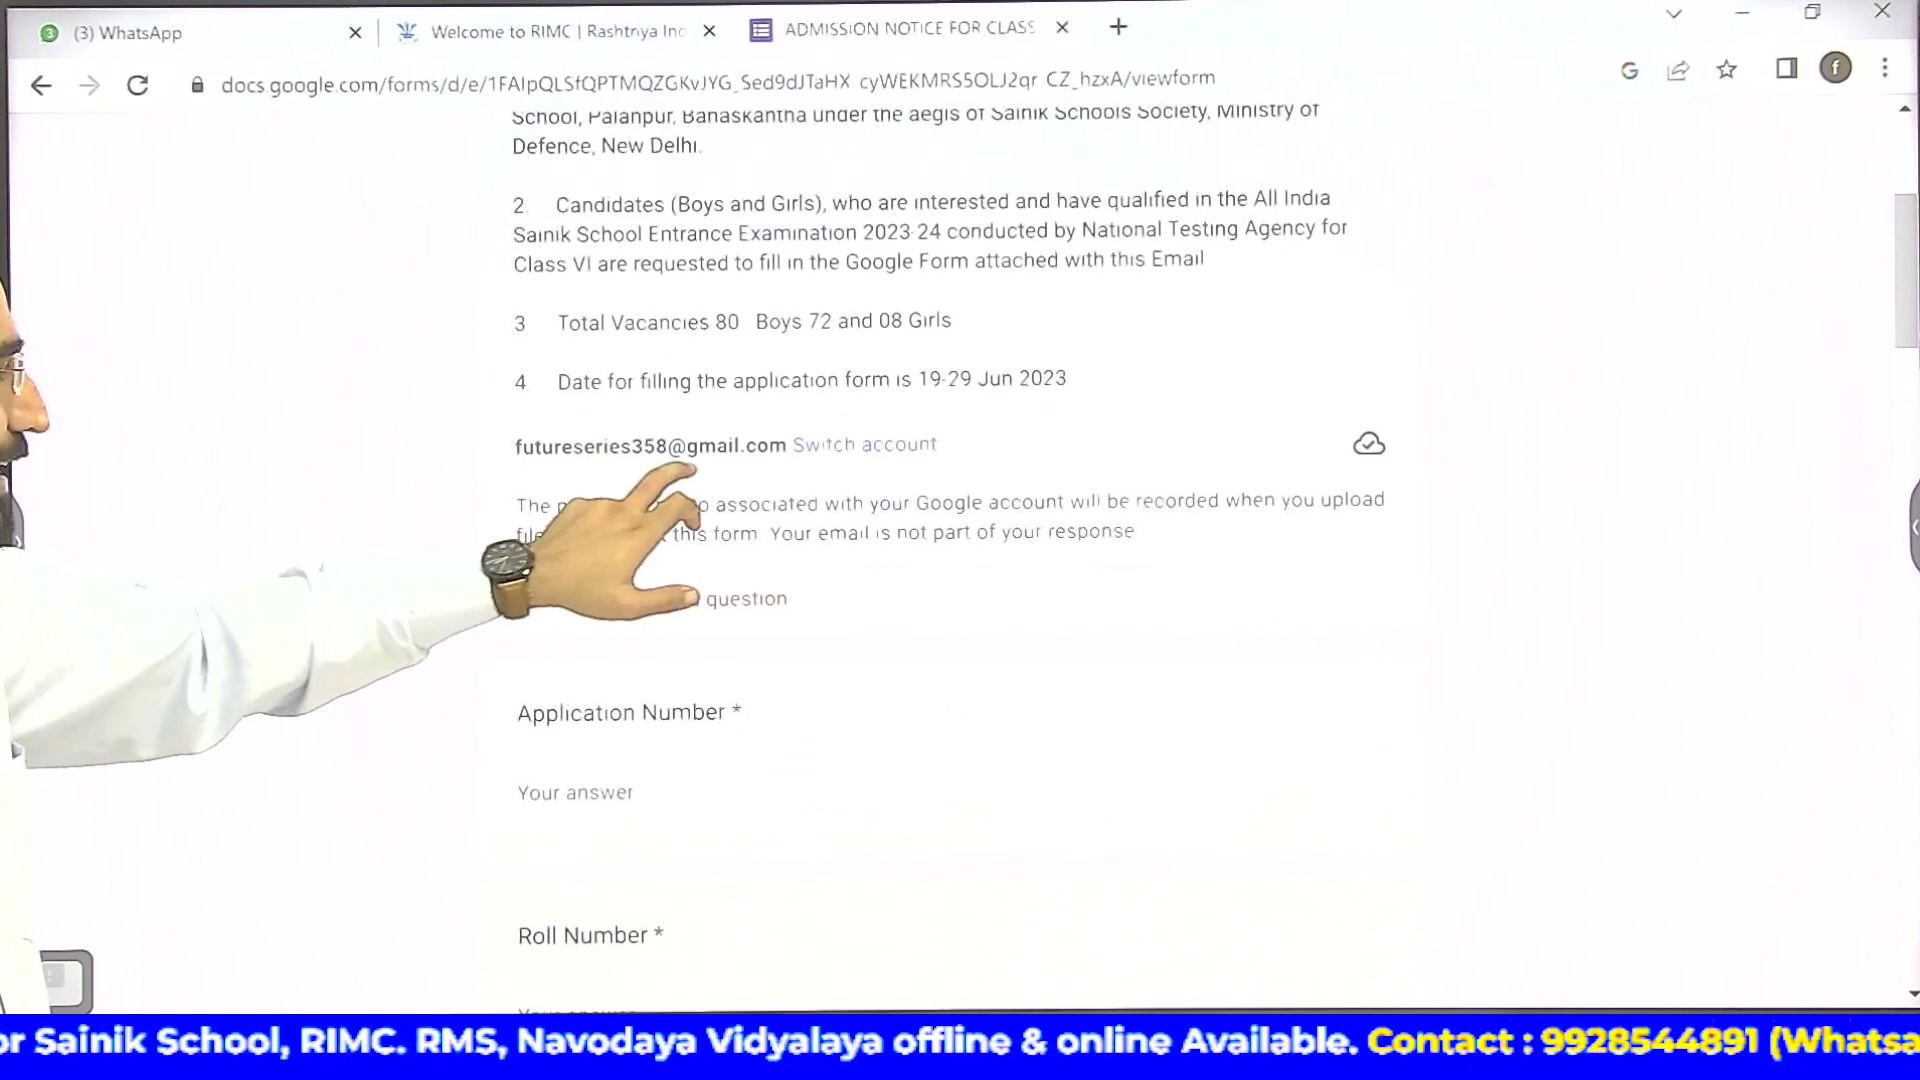 (3) WhatsApp
Welcome to RIMC | Rashtriya Inc
ADMISSION NOTICE FOR CLASS
docs.google.com/forms/d/e/1FAIpQLSfQPTMQZGKvJYG_Sed9dJTaHX cyWEKMRS5OLJ2qr CZ_hzxA/viewform
School, Palanpur, Banaskantha under the aegis of Sainik Schools Society, Ministry of
Defence, New Delhi.
2. Candidates (Boys and Girls), who are interested and have qualified in the All India
Sainik School Entrance Examination 2023-24 conducted by National Testing Agency for
Class VI are requested to fill in the Google Form attached with this Email
3 Total Vacancies 80 Boys 72 and 08 Girls
4 Date for filling the application form is 19-29 Jun 2023
futureseries358@gmail.com Switch account
The associated with your Google account will be recorded when you upload
this form Your email is not part of your response
question
Application Number *
Your answer
Roll Number *
or Sainik School, RIMC. RMS, Navodaya Vidyalaya offline & online Available. Contact : 9928544891 (Whatsa